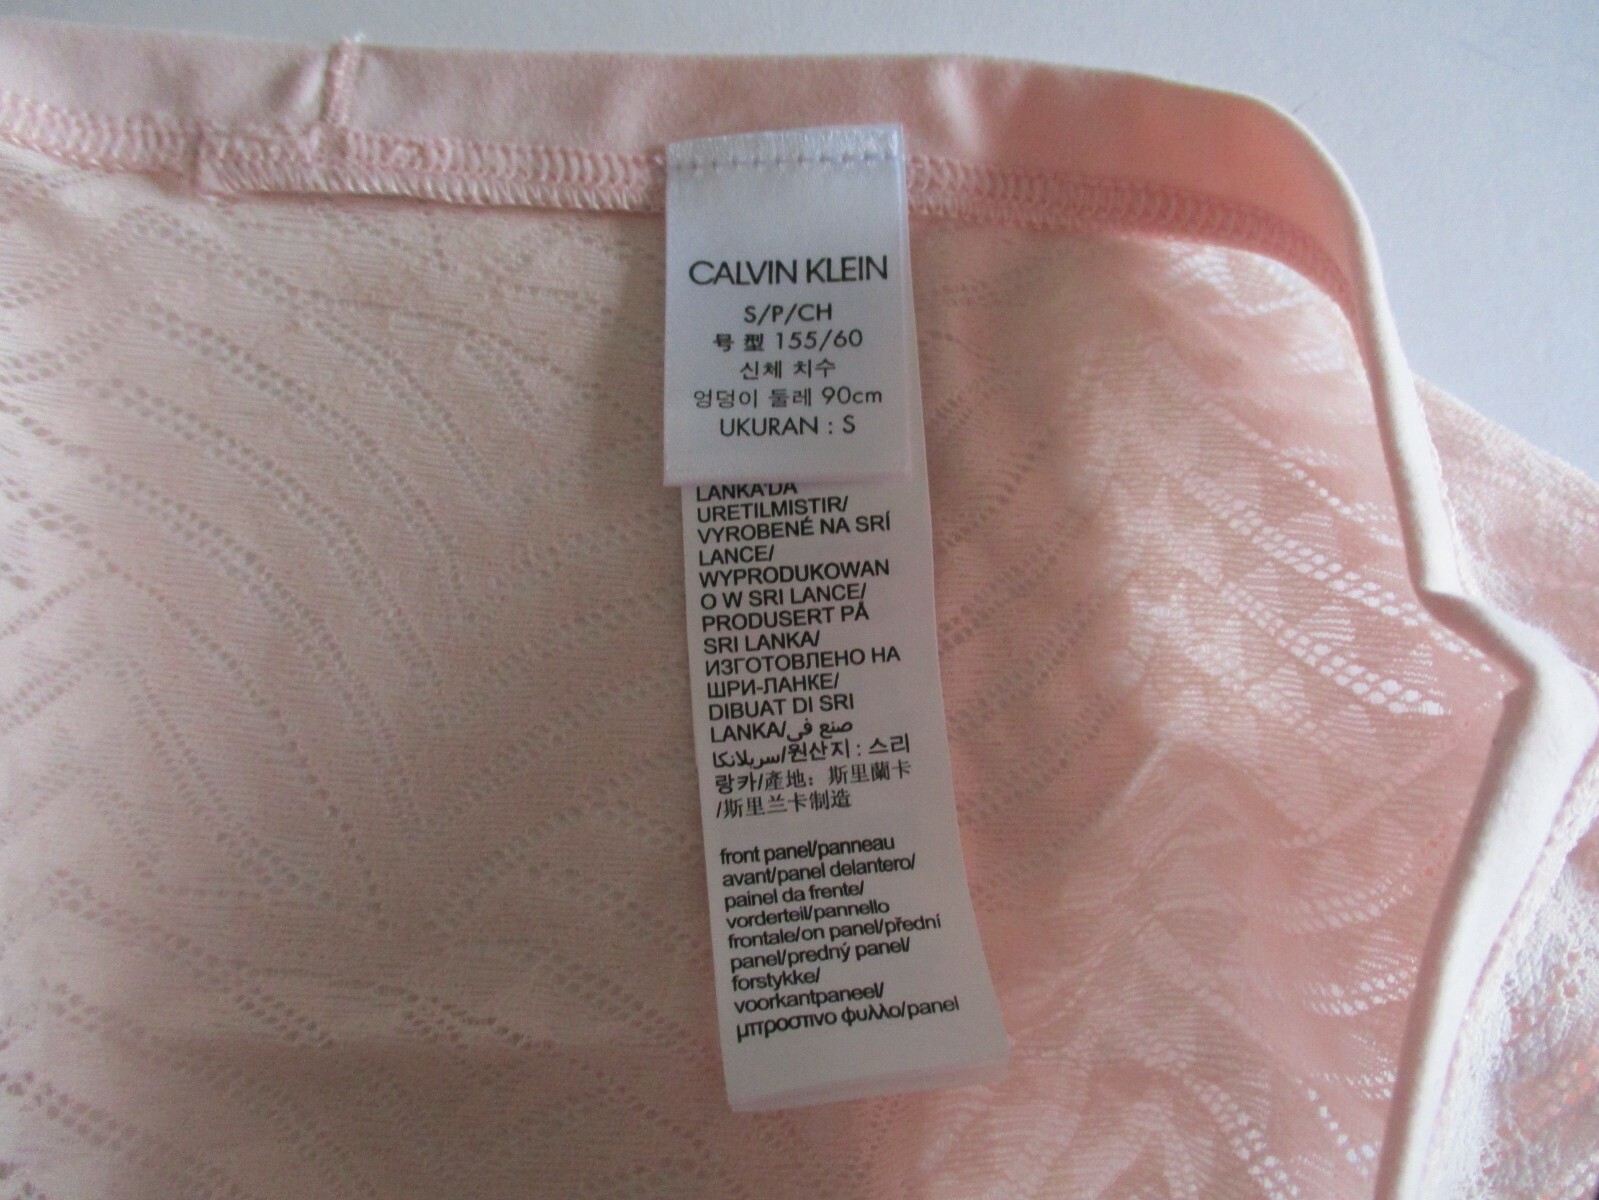 CALVIN KLEIN
S/P/CH
号型 155/60
신체 치수
엉덩이 둘레 90cm
UKURAN : S
LANKA'DA
URETILMISTIR/
VYROBENÉ NA SRÍ
LANCE/
WYPRODUKOWAN
O W SRI LANCE/
PRODUSERT PÅ
SRI LANKA/
ИЗГОТОВЛЕНО НА
ШРИ-ЛАНКЕ/
DIBUAT DI SRI
LANKA/صنع في
سريلانكا/원산지 : 스리
랑카/產地：斯里蘭卡
/斯里兰卡制造
front panel/panneau
avant/panel delantero/
painel da frente/
vorderteil/pannello
frontale/on panel/přední
panel/predný panel/
forstykke/
voorkantpaneel/
μπροστινο φυλλο/panel